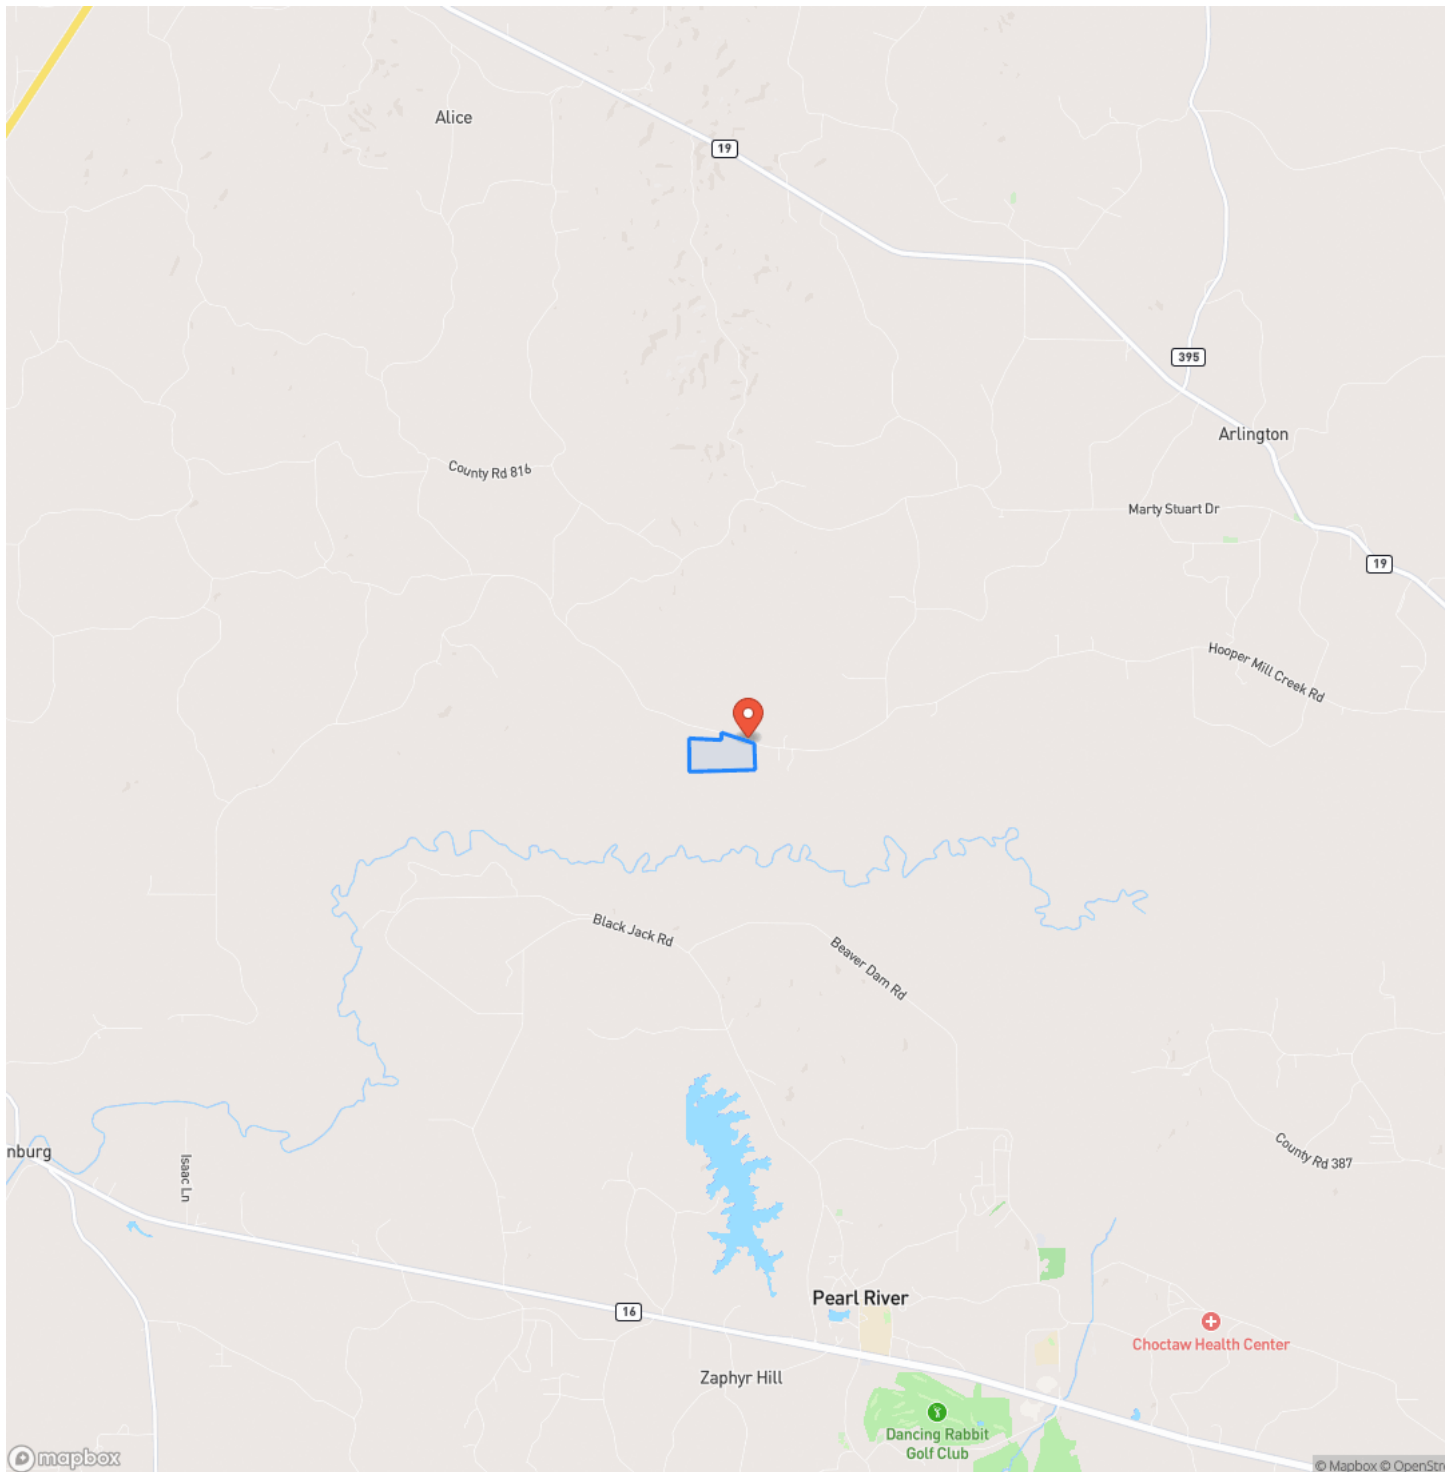 Alice
19
395
Arlington
County Rd 816
Marty Stuart Dr
19
Hooper Mill Creek Rd
Black Jack Rd
Beaver Dam Rd
nburg
Isaac Ln
County Rd 387
Pearl River
16
Choctaw Health Center
Zaphyr Hill
Dancing Rabbit
Golf Club
mapbox
© Mapbox © OpenStre